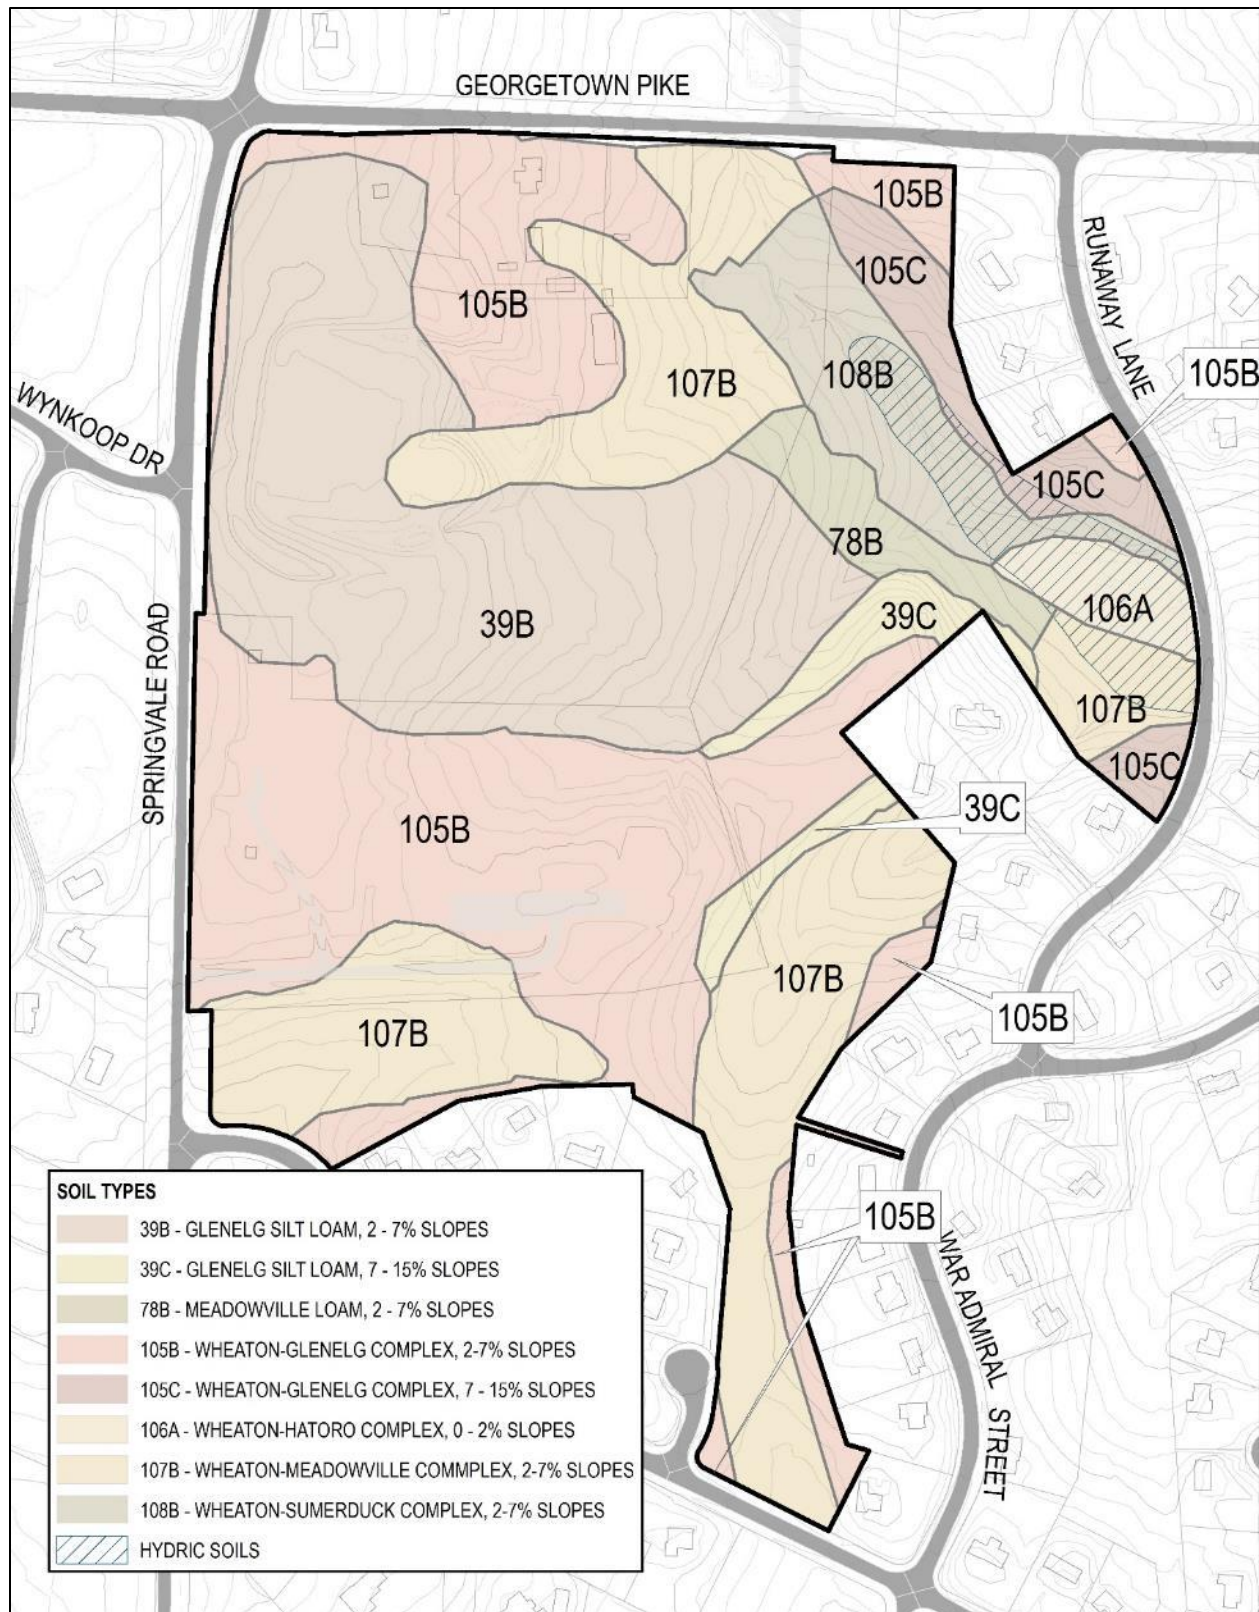 GEORGETOWN PIKE
105B
RUNAWAY LANE
105C
105B
108B
105B
107B
WYNKOOP DR
105C
78B
106A
39C
39B
SPRINGVALE ROAD
107B
105C
39C
105B
107B
105B
107B
105B
WAR ADMIRAL STREET
SOIL TYPES
39B - GLENELG SILT LOAM, 2 - 7% SLOPES
39C - GLENELG SILT LOAM, 7 - 15% SLOPES
78B - MEADOWVILLE LOAM, 2 - 7% SLOPES
105B - WHEATON-GLENELG COMPLEX, 2-7% SLOPES
105C - WHEATON-GLENELG COMPLEX, 7 - 15% SLOPES
106A - WHEATON-HATORO COMPLEX, 0 - 2% SLOPES
107B - WHEATON-MEADOWVILLE COMMPLEX, 2-7% SLOPES
108B - WHEATON-SUMERDUCK COMPLEX, 2-7% SLOPES
HYDRIC SOILS